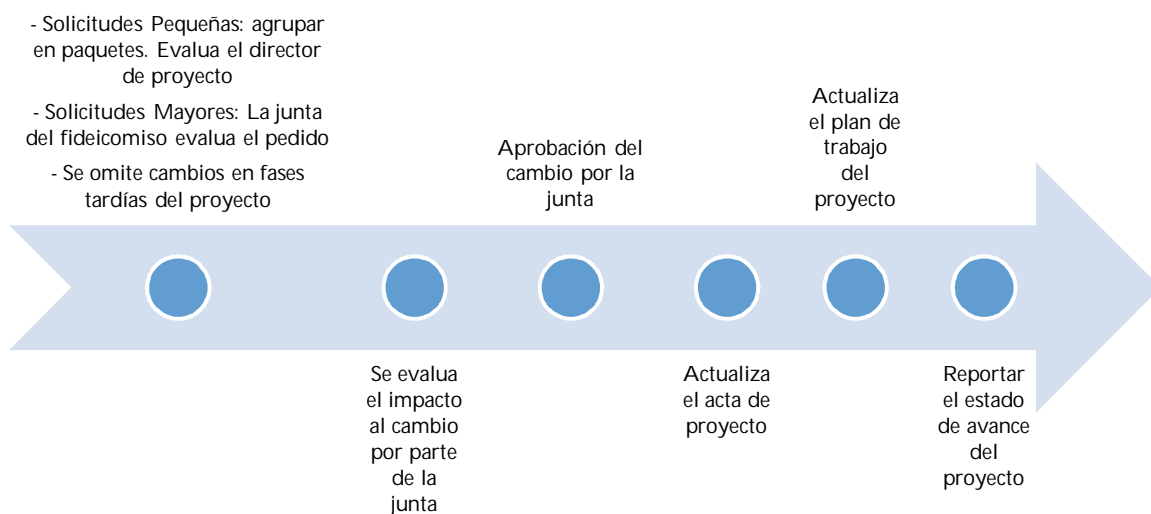 - Solicitudes Pequeñas: agrupar
en paquetes. Evalua el director
de proyecto
- Solicitudes Mayores: La junta
del fideicomiso evalua el pedido
- Se omite cambios en fases
tardías del proyecto
Se evalua
el impacto
al cambio
por parte
de la
junta
Aprobación del
cambio por la
junta
Actualiza
el acta de
proyecto
Actualiza
el plan de
trabajo
del
proyecto
Reportar
el estado
de avance
del
proyecto